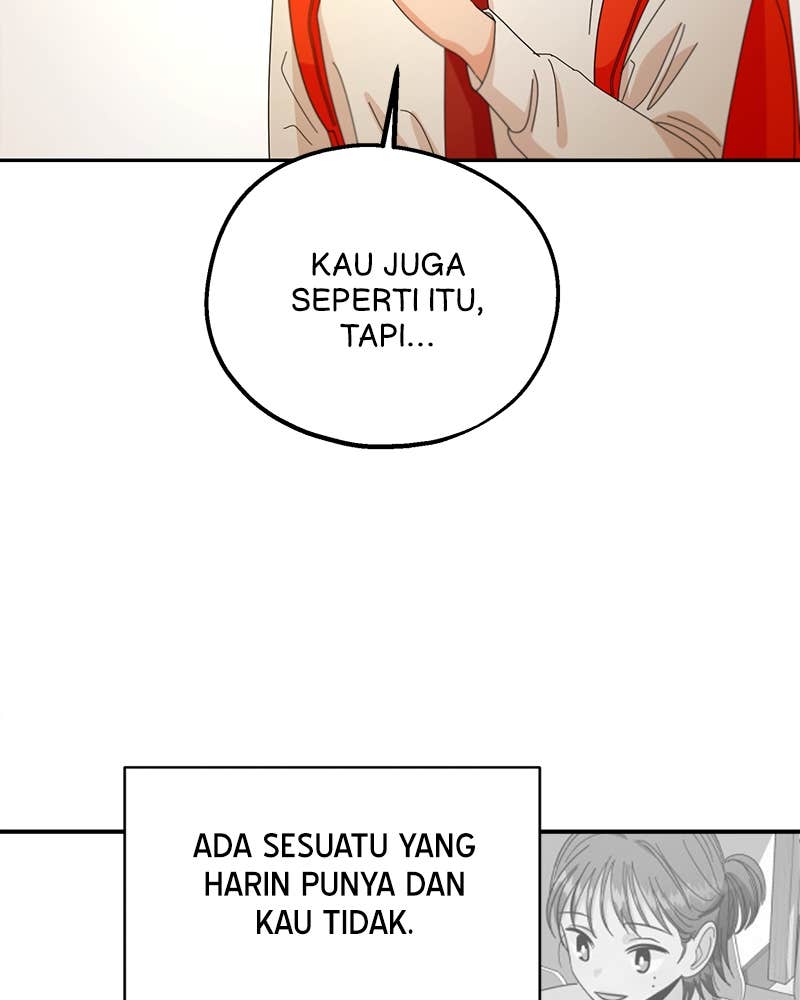 KAU JUGA
SEPERTI ITU,
TAPI...
ADA SESUATU YANG
HARIN PUNYA DAN
KAU TIDAK.